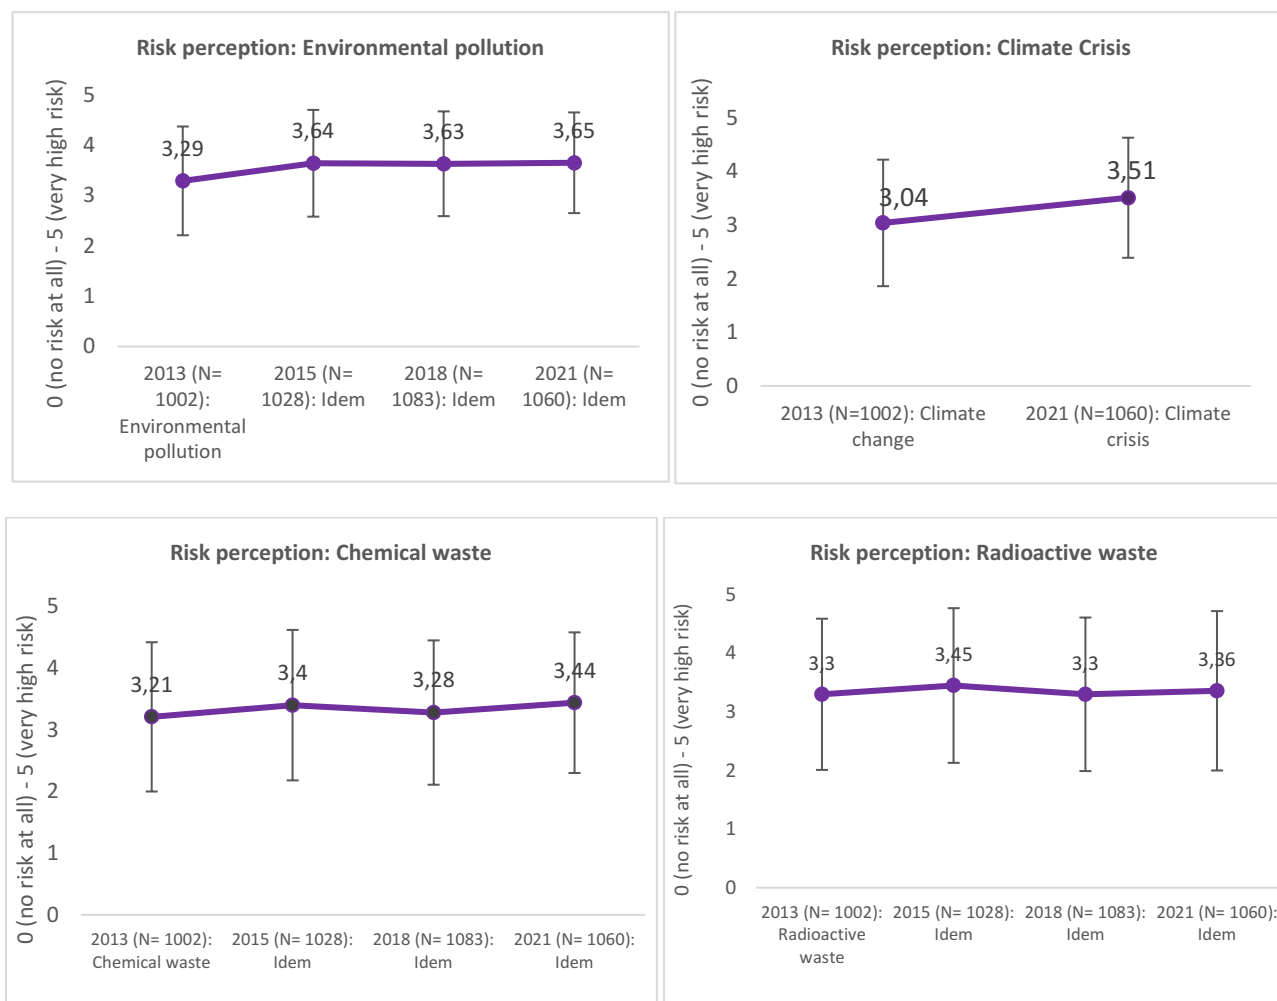 Risk perception: Environmental pollution
0 (no risk at all) - 5 (very high risk)
5
4
3
2
1
0
3,29
3,64
3,63
3,65
2013 (N=
1002):
Environmental
pollution
2015 (N=
1028): Idem
2018 (N=
1083): Idem
2021 (N=
1060): Idem
Risk perception: Climate Crisis
0 (no risk at all) - 5 (very high risk)
5
4
3
2
1
0
3,04
3,51
2013 (N=1002): Climate
change
2021 (N=1060): Climate
crisis
Risk perception: Chemical waste
0 (no risk at all) - 5 (very high risk)
5
4
3
2
1
0
3,21
3,4
3,28
3,44
2013 (N= 1002):
Chemical waste
2015 (N= 1028):
Idem
2018 (N= 1083):
Idem
2021 (N= 1060):
Idem
Risk perception: Radioactive waste
0 (no risk at all) - 5 (very high risk)
5
4
3
2
1
0
3,3
3,45
3,3
3,36
2013 (N= 1002):
Radioactive
waste
2015 (N= 1028):
Idem
2018 (N= 1083):
Idem
2021 (N= 1060):
Idem